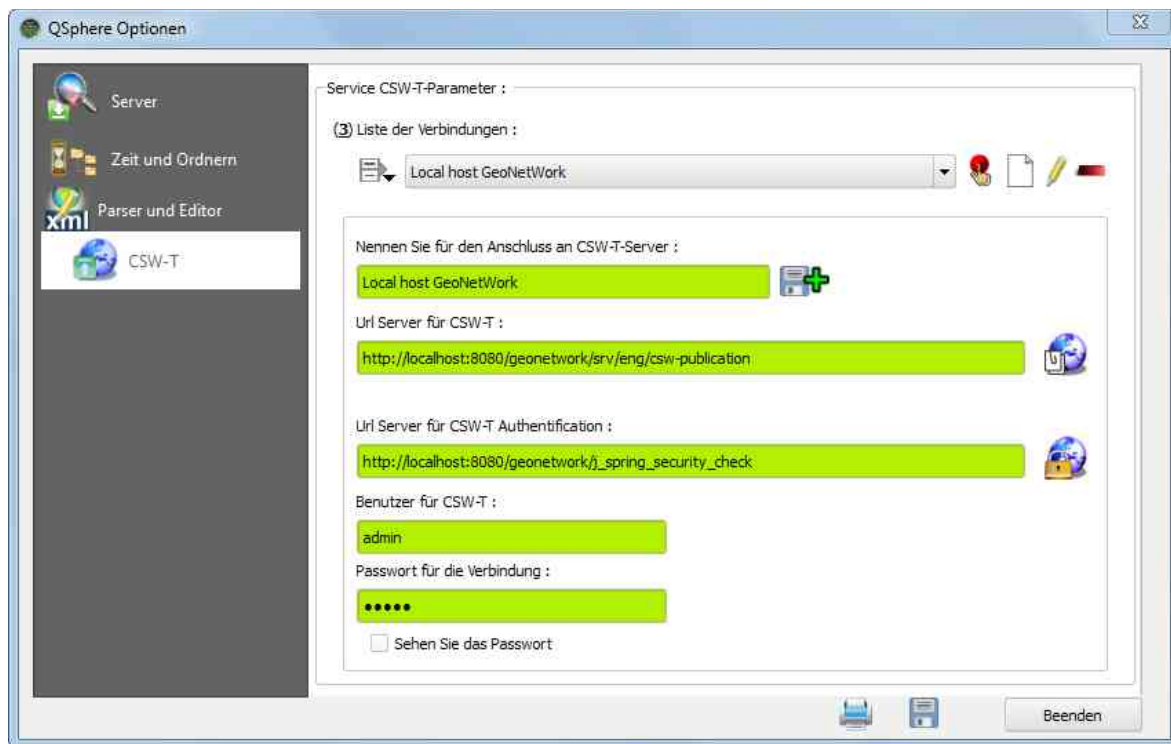 QSphere Optionen
Server
Zeit und Ordnern
xml
Parser und Editor
CSW-T
Service CSW-T-Parameter :
(3) Liste der Verbindungen :
Local host GeoNetWork
Nennen Sie für den Anschluss an CSW-T-Server :
Local host GeoNetWork
Url Server für CSW-T :
http://localhost:8080/geonetwork/srv/eng/csw-publication
Url Server für CSW-T Authentification :
http://localhost:8080/geonetwork/j_spring_security_check
Benutzer für CSW-T :
admin
Passwort für die Verbindung :
•••••
Sehen Sie das Passwort
Beenden